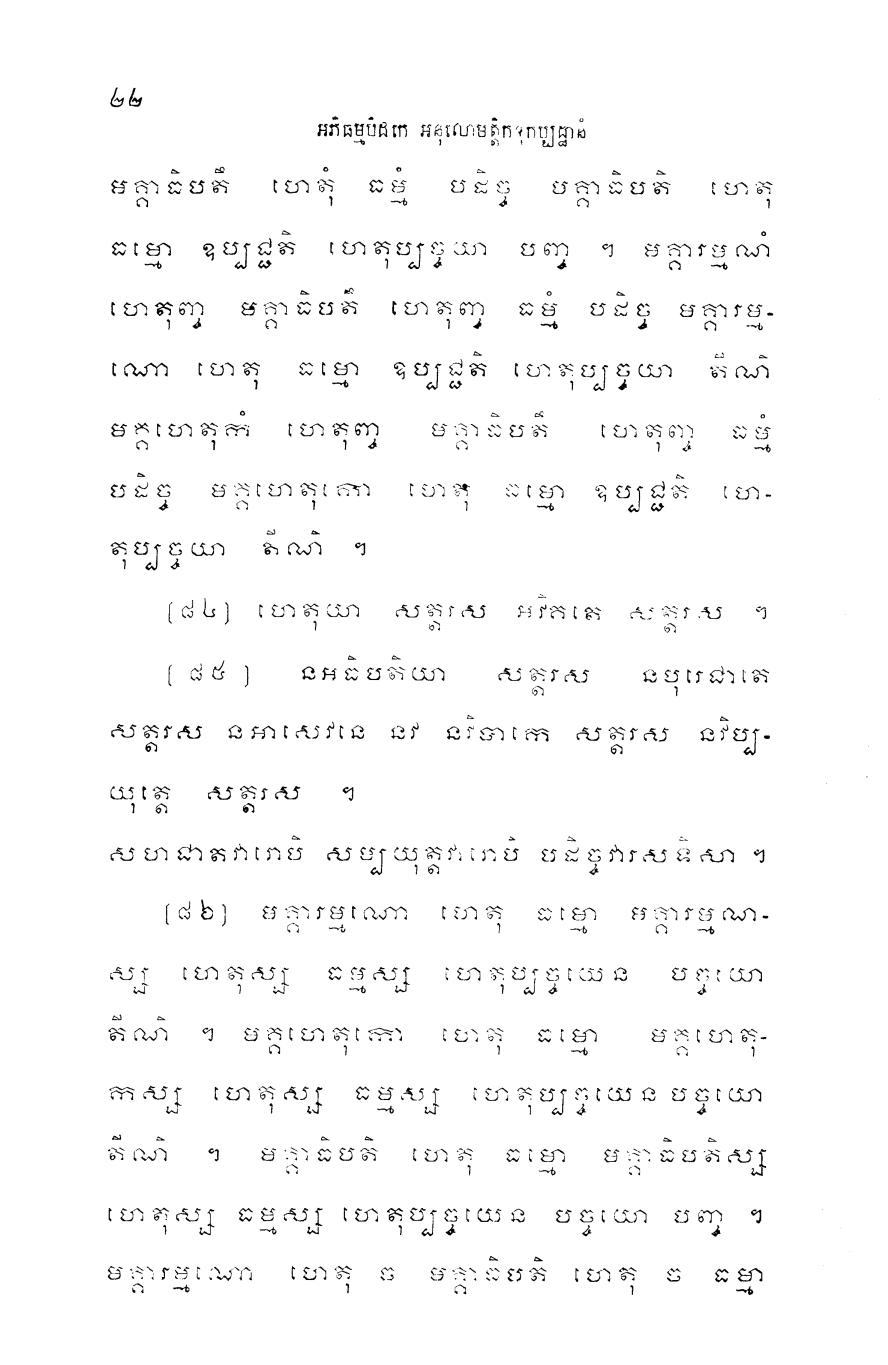 ២២
អភិធម្មបិដកេ អនុលោមត្តិកទុកប្បដ្ឋានំ
មគ្គាធិបតឹ ហេតុំ ធម្មំ បដិច្ច មគ្គាធិបតិ ហេតុ
ធម្មោ ឧប្បជ្ជតិ ហេតុប្បច្ចយា បញ្ច ។ មគ្គារម្មណំ
ហេតុញ្ច មគ្គាធិបតឹ ហេតុញ្ច ធម្មំ បដិច្ច មគ្គារម្ម-
ណោ ហេតុ ធម្មោ ឧប្បជ្ជតិ ហេតុប្បច្ចយា តីណិ
មគ្គហេតុកំ ហេតុញ្ច មគ្គាធិបតឹ ហេតុញ្ច ធម្មំ
បដិច្ច មគ្គហេតុកោ ហេតុ ធម្មោ ឧប្បជ្ជតិ ហេ-
តុប្បច្ចយា តីណិ ។
(៨៤) ហេតុយា សត្តរស អវិគតេ សត្តរស ។
(៨៥) នអធិបតិយា សត្តរស នបុរេជាតេ
សត្តរស នអាសេវនេ នវ នវិបាកេ សត្តរស នវិប្ប-
យុត្តេ សត្តរស ។
សហជាតវារោបិ សម្បយុត្តវារោបិ បដិច្ចវារសទិសា ។
(៨៦) មគ្គារម្មណោ ហេតុ ធម្មោ មគ្គារម្មណ-
ស្ស ហេតុស្ស ធម្មស្ស ហេតុប្បច្ចយេន បច្ចយោ
តីណិ ។ មគ្គហេតុកោ ហេតុ ធម្មោ មគ្គហេតុ-
កស្ស ហេតុស្ស ធម្មស្ស ហេតុប្បច្ចយេន បច្ចយោ
តីណិ ។ មគ្គាធិបតិ ហេតុ ធម្មោ មគ្គាធិបតិស្ស
ហេតុស្ស ធម្មស្ស ហេតុប្បច្ចយេន បច្ចយោ បញ្ច ។
មគ្គារម្មណោ ហេតុ ច មគ្គាធិបតិ ហេតុ ច ធម្មា